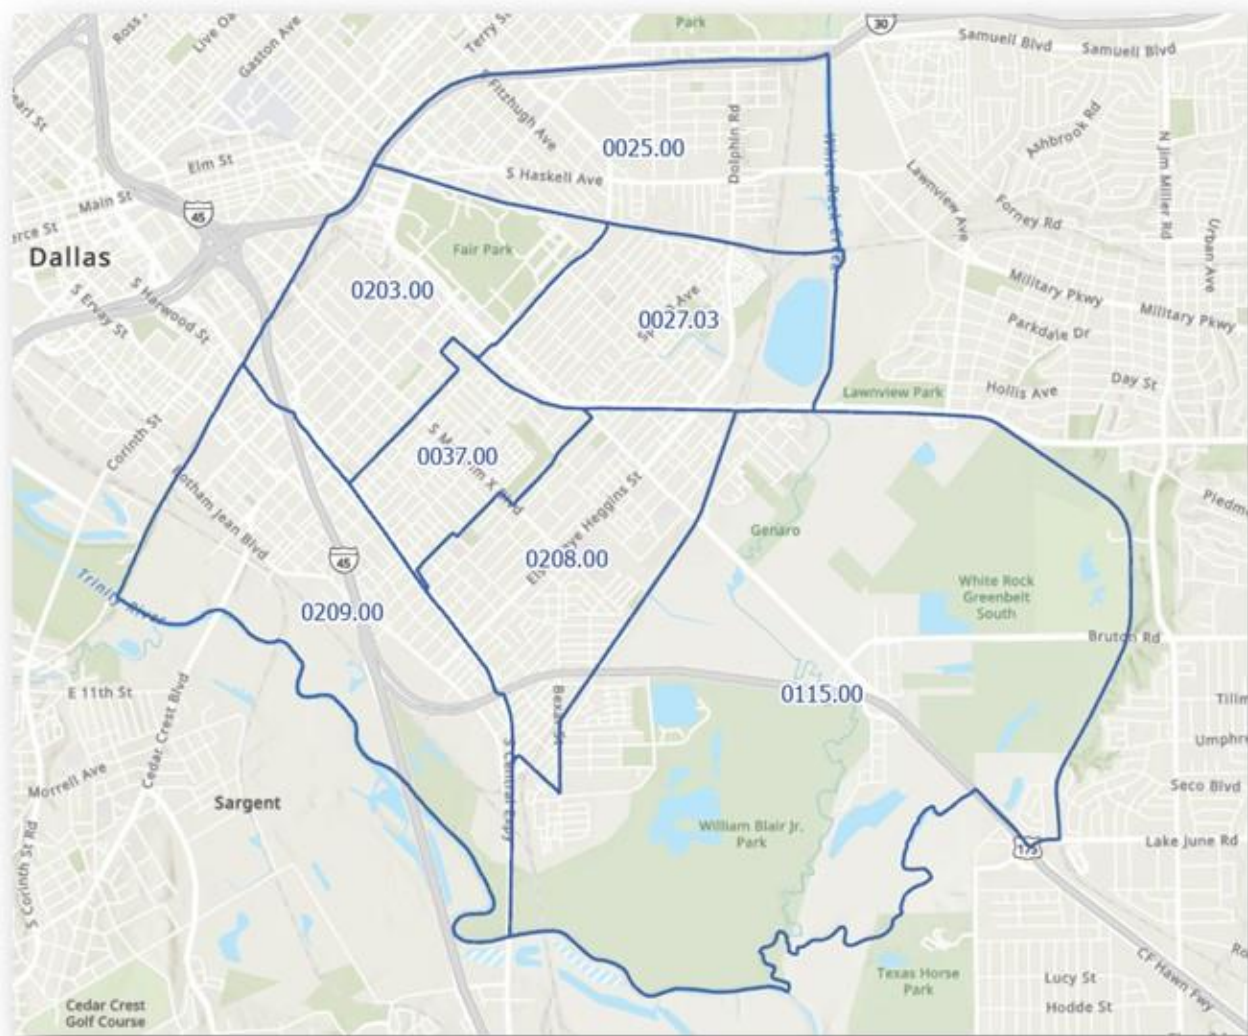 Park
30
Samuell Blvd
Samuell Blvd
Live Oa
Gaston Ave
Terry S
Fitzhugh Ave
Dolphin Rd
Ashbrook Rd
N Jim Miller Rd
0025.00
Elm St
S Haskell Ave
Lawnview Ave
Forney Rd
Urban Ave
Main St
45
erce St
Dallas
Fair Park
S Ervay St
S Harwood St
0203.00
0027.03
Military Pkwy
Military Pkwy
Parkdale Dr
Day St
Hollis Ave
Lawnview Park
Corinth St
0037.00
Botham Jean Blvd
Genaro
Piedm
45
0208.00
White Rock
Greenbelt
South
Trinity River
0209.00
Bruton Rd
E 11th St
Cedar Crest Blvd
Bexar St
0115.00
Tillm
Umphre
S Central Expy
Morrell Ave
Sargent
Seco Blvd
William Blair Jr.
Park
175
Lake June Rd
S Corinth St Rd
CF Hawn Fwy
Texas Horse
Park
Lucy St
Hodde St
Cedar Crest
Golf Course